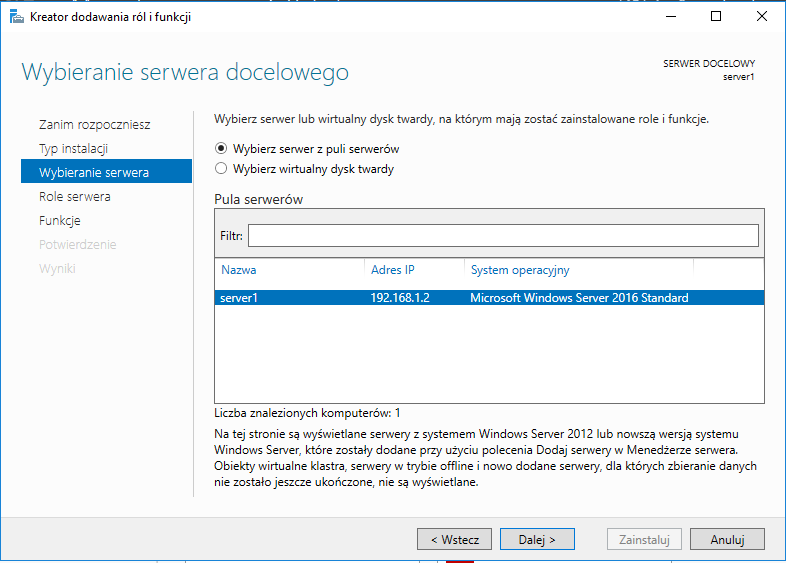 Kreator dodawania ról i funkcji
Wybieranie serwera docelowego
SERWER DOCELOWY
server1
Zanim rozpoczniesz
Typ instalacji
Wybieranie serwera
Role serwera
Funkcje
Potwierdzenie
Wyniki
Wybierz serwer lub wirtualny dysk twardy, na którym mają zostać zainstalowane role i funkcje.
Wybierz serwer z puli serwerów
Wybierz wirtualny dysk twardy
Pula serwerów
Filtr:
Nazwa Adres IP System operacyjny
server1 192.168.1.2 Microsoft Windows Server 2016 Standard
Liczba znalezionych komputerów: 1
Na tej stronie są wyświetlane serwery z systemem Windows Server 2012 lub nowszą wersją systemu
Windows Server, które zostały dodane przy użyciu polecenia Dodaj serwery w Menedżerze serwera.
Obiekty wirtualne klastra, serwery w trybie offline i nowo dodane serwery, dla których zbieranie danych
nie zostało jeszcze ukończone, nie są wyświetlane.
< Wstecz Dalej > Zainstaluj Anuluj